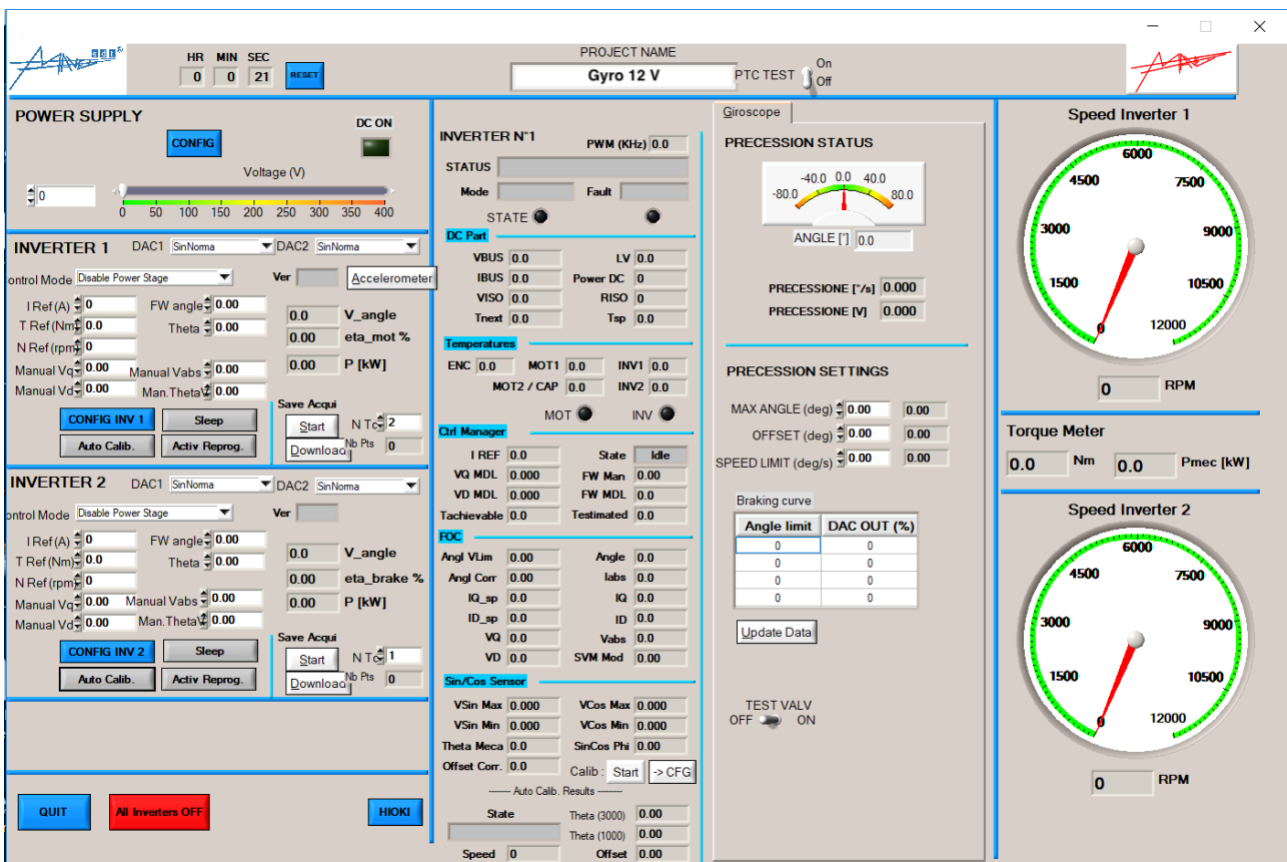 HR MIN SEC
0 0 21 RESET
PROJECT NAME
Gyro 12 V
PTC TEST On
Off
POWER SUPPLY
CONFIG
DC ON
Voltage (V)
0
0 50 100 150 200 250 300 350 400
INVERTER 1 DAC1 SinNoma DAC2 SinNoma
ontrol Mode Disable Power Stage Ver Accelerometer
I Ref (A) 0 FW angle 0.00
T Ref (Nm) 0.0 Theta 0.00
N Ref (rpm) 0
Manual Vq 0.00 Manual Vabs 0.00
Manual Vd 0.00 Man.Theta 0.00
0.0 V_angle
0.00 eta_mot %
0.00 P [kW]
CONFIG INV 1 Sleep
Auto Calib. Activ Reprog.
Save Acqui
Start N Tc 2
Download Nb Pts 0
INVERTER 2 DAC1 SinNoma DAC2 SinNoma
ontrol Mode Disable Power Stage Ver
I Ref (A) 0 FW angle 0.00
T Ref (Nm) 0.0 Theta 0.00
N Ref (rpm) 0
Manual Vq 0.00 Manual Vabs 0.00
Manual Vd 0.00 Man.Theta 0.00
0.0 V_angle
0.00 eta_brake %
0.00 P [kW]
CONFIG INV 2 Sleep
Auto Calib. Activ Reprog.
Save Acqui
Start N Tc 1
Download Nb Pts 0
QUIT All Inverters OFF HIOKI
INVERTER N°1 PWM (KHz) 0.0
STATUS
Mode Fault
STATE
DC Part
VBUS 0.0 LV 0.0
IBUS 0.0 Power DC 0
VISO 0.0 RISO 0
Tnext 0.0 Tsp 0.0
Temperatures
ENC 0.0 MOT1 0.0 INV1 0.0
MOT2 / CAP 0.0 INV2 0.0
MOT INV
Ctrl Manager
I REF 0.0 State Idle
VQ MDL 0.000 FW Man 0.00
VD MDL 0.000 FW MDL 0.0
Tachievable 0.0 Testimated 0.0
FOC
Angl VLim 0.00 Angle 0.0
Angl Corr 0.00 Iabs 0.0
IQ_sp 0.0 IQ 0.0
ID_sp 0.0 ID 0.0
VQ 0.0 Vabs 0.0
VD 0.0 SVM Mod 0.00
Sin/Cos Sensor
VSin Max 0.000 VCos Max 0.000
VSin Min 0.000 VCos Min 0.000
Theta Meca 0.0 SinCos Phi 0.00
Offset Corr. 0.0 Calib : Start -> CFG
Auto Calib. Results
State Theta (3000) 0.00
Theta (1000) 0.00
Speed 0 Offset 0.00
Giroscope
PRECESSION STATUS
-80.0 -40.0 0.0 40.0 80.0
ANGLE [°] 0.0
PRECESSIONE [°/s] 0.000
PRECESSIONE [V] 0.000
PRECESSION SETTINGS
MAX ANGLE (deg) 0.00 0.00
OFFSET (deg) 0.00 0.00
SPEED LIMIT (deg/s) 0.00 0.00
Braking curve
Angle limit DAC OUT (%)
0 0
0 0
0 0
0 0
Update Data
TEST VALV
OFF ON
Speed Inverter 1
0 1500 3000 4500 6000 7500 9000 10500 12000
0 RPM
Torque Meter
0.0 Nm 0.0 Pmec [kW]
Speed Inverter 2
0 1500 3000 4500 6000 7500 9000 10500 12000
0 RPM